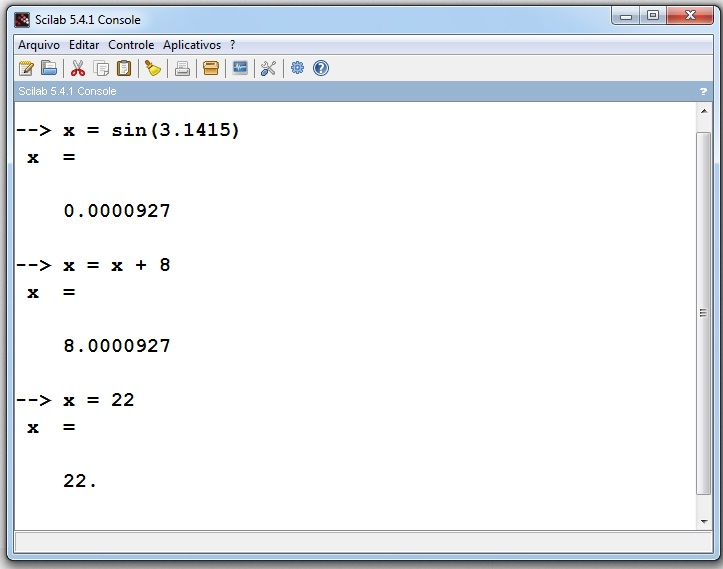 Scilab 5.4.1 Console
Arquivo Editar Controle Aplicativos ?
Scilab 5.4.1 Console ?
--> x = sin(3.1415)
x =
0.0000927
--> x = x + 8
x =
8.0000927
--> x = 22
x =
22.